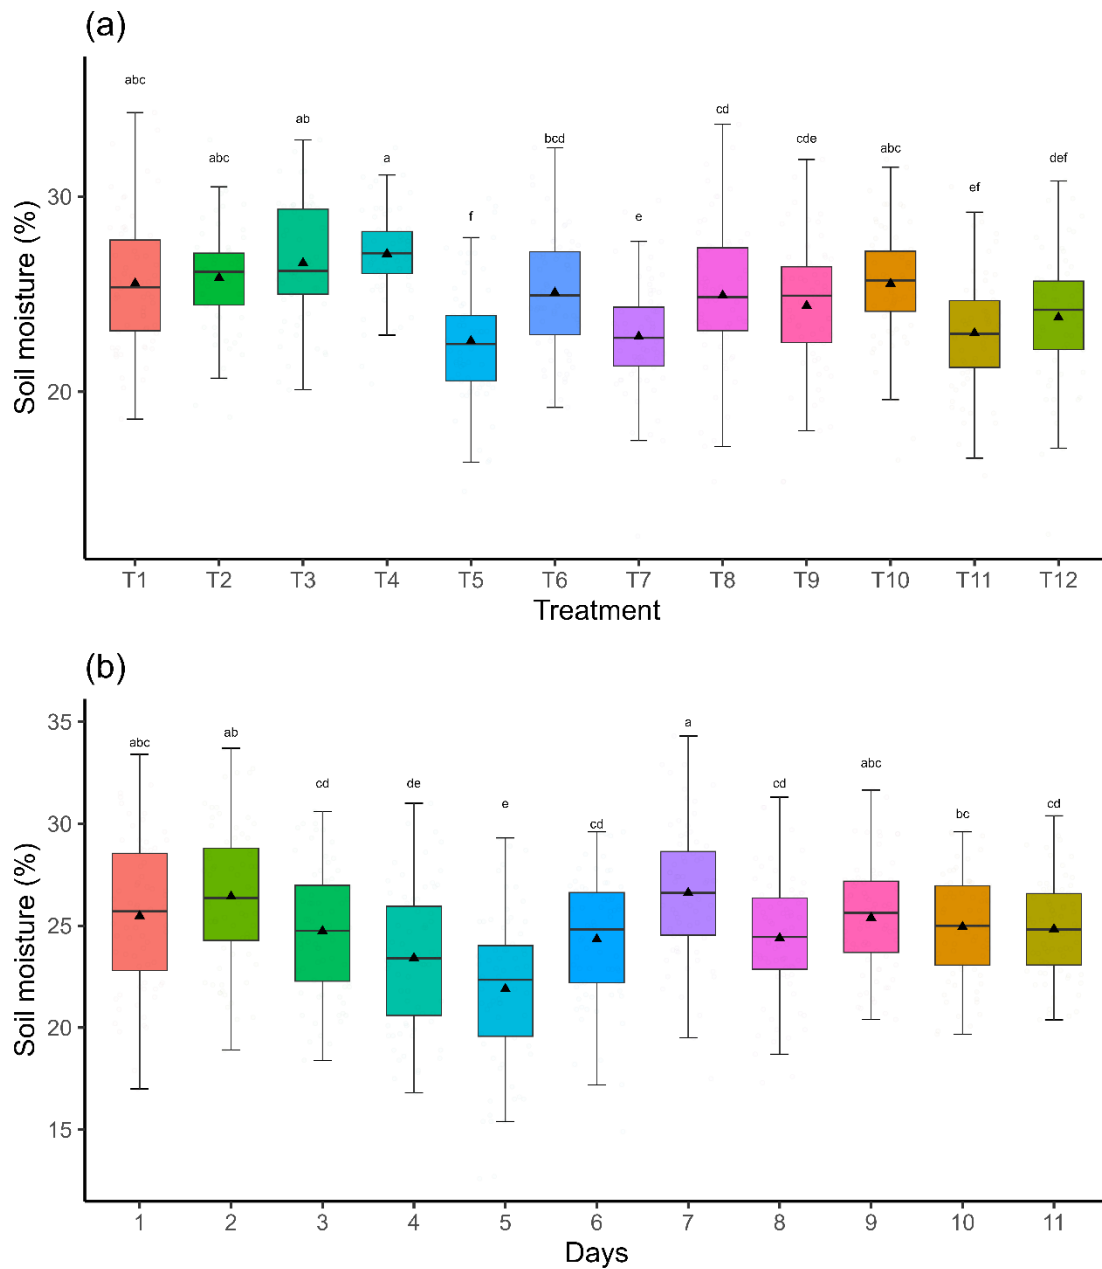 (a)
Soil moisture (%)
30
20
abc
abc
ab
a
f
bcd
e
cd
cde
abc
ef
def
T1 T2 T3 T4 T5 T6 T7 T8 T9 T10 T11 T12
Treatment
(b)
Soil moisture (%)
35
30
25
20
15
abc
ab
cd
de
e
cd
a
cd
abc
bc
cd
1 2 3 4 5 6 7 8 9 10 11
Days